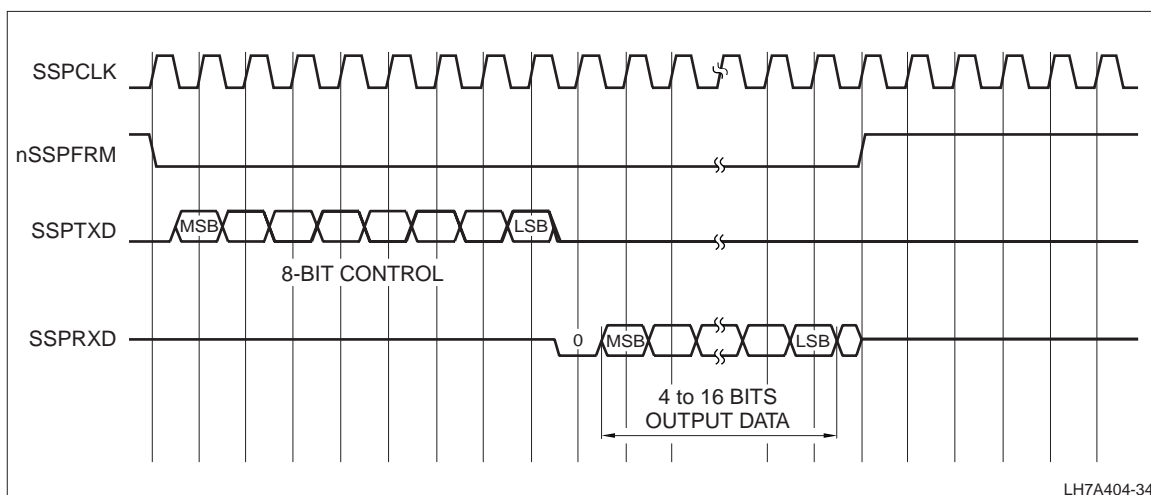 SSPCLK
nSSPFRM
SSPTXD
MSB
LSB
8-BIT CONTROL
SSPRXD
0
MSB
LSB
4 to 16 BITS
OUTPUT DATA
LH7A404-34